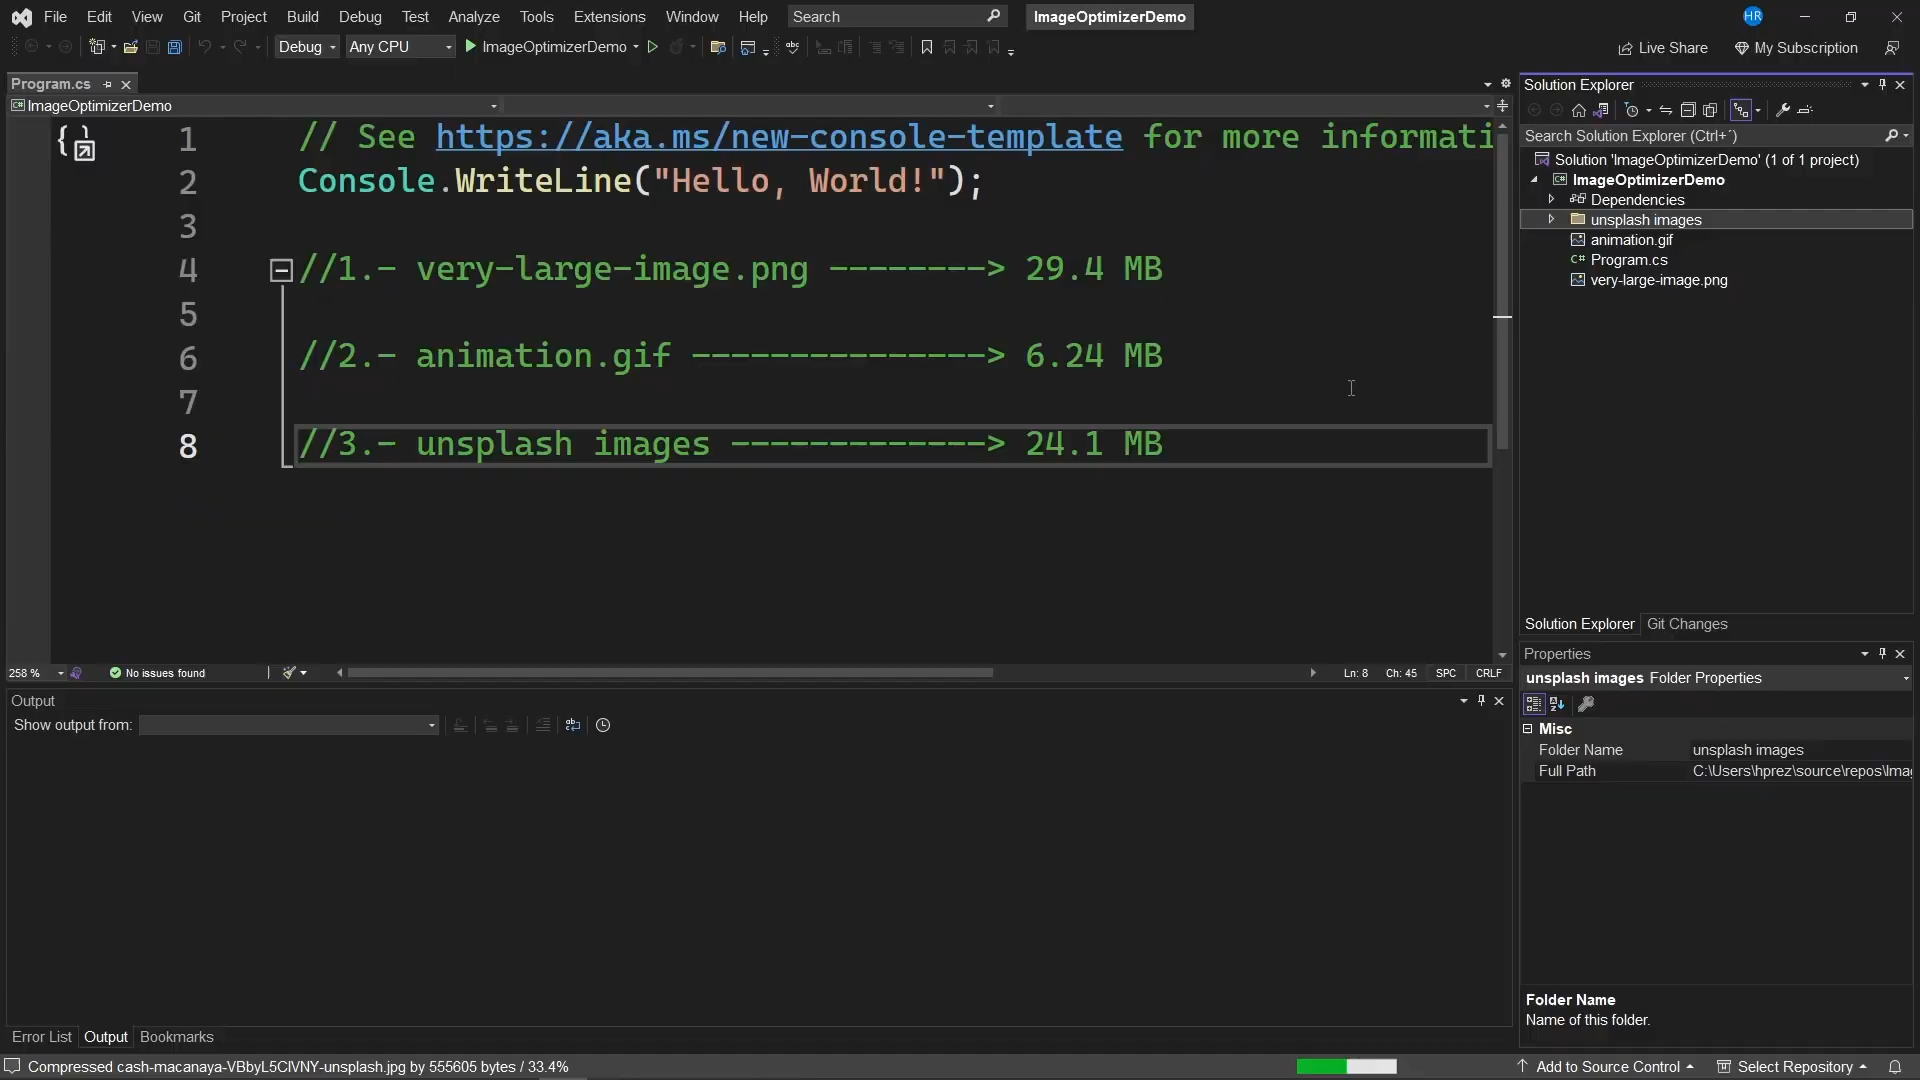 File Edit View Git Project Build Debug Test Analyze Tools Extensions Window Help Search ImageOptimizerDemo HR
Debug Any CPU ImageOptimizerDemo Live Share My Subscription
Program.cs
ImageOptimizerDemo
1 // See https://aka.ms/new-console-template for more informati
2 Console.WriteLine("Hello, World!");
3
4 //1.- very-large-image.png --------> 29.4 MB
5
6 //2.- animation.gif ---------------> 6.24 MB
7
8 //3.- unsplash images -------------> 24.1 MB
258 % No issues found Ln: 8 Ch: 45 SPC CRLF
Output
Show output from:
Error List Output Bookmarks
Solution Explorer
Search Solution Explorer (Ctrl+´)
Solution 'ImageOptimizerDemo' (1 of 1 project)
ImageOptimizerDemo
Dependencies
unsplash images
animation.gif
Program.cs
very-large-image.png
Solution Explorer Git Changes
Properties
unsplash images Folder Properties
Misc
Folder Name unsplash images
Full Path C:\Users\hprez\source\repos\Imag
Folder Name
Name of this folder.
Compressed cash-macanaya-VBbyL5ClVNY-unsplash.jpg by 555605 bytes / 33.4% Add to Source Control Select Repository